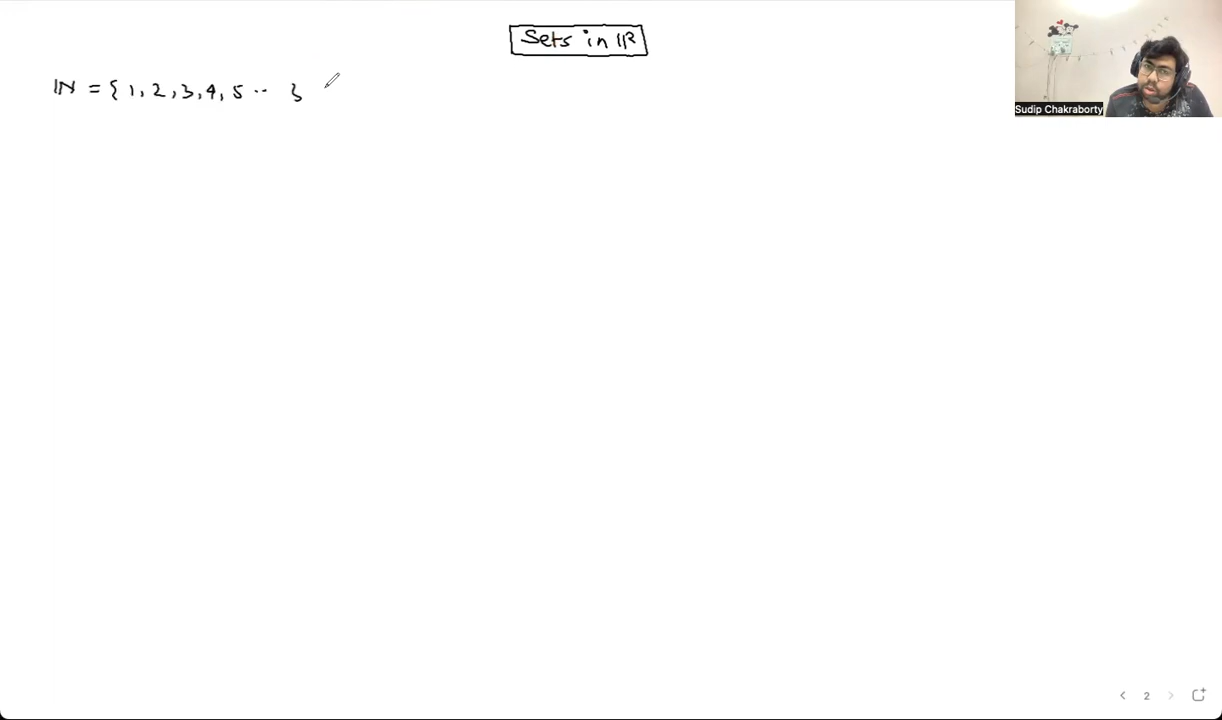 Sets in ℝ
ℕ = { 1, 2, 3, 4, 5 ·· }
Sudip Chakraborty
2